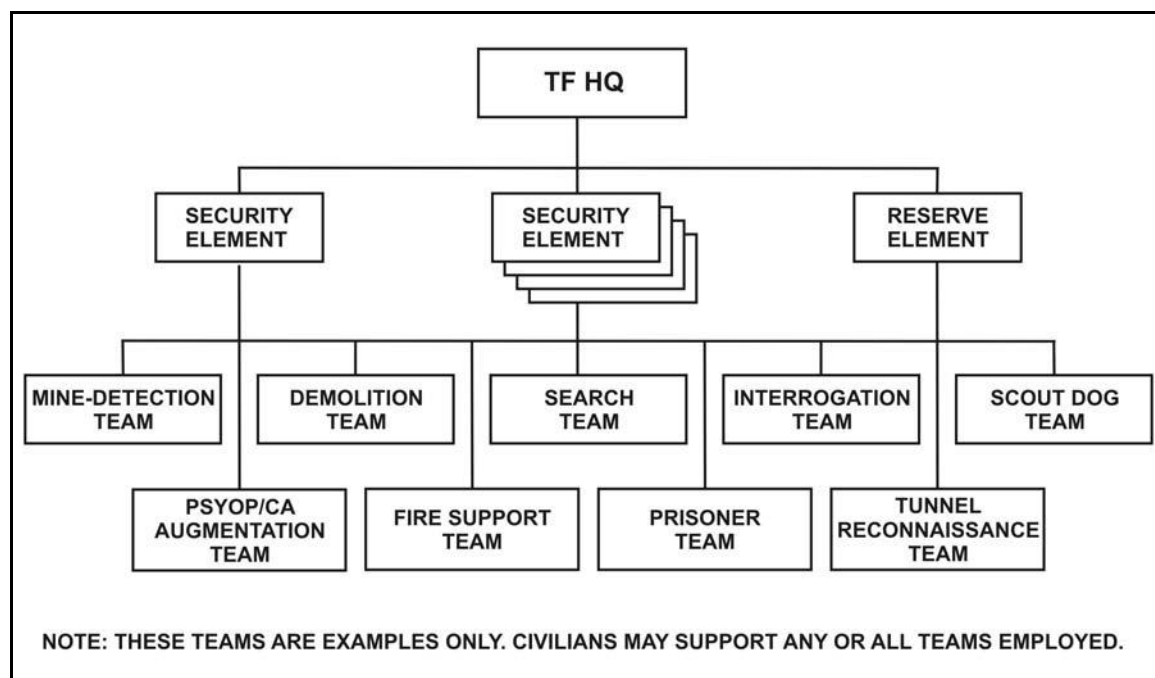 TF HQ
SECURITY
ELEMENT
SECURITY
ELEMENT
RESERVE
ELEMENT
MINE-DETECTION
TEAM
DEMOLITION
TEAM
SEARCH
TEAM
INTERROGATION
TEAM
SCOUT DOG
TEAM
PSYOP/CA
AUGMENTATION
TEAM
FIRE SUPPORT
TEAM
PRISONER
TEAM
TUNNEL
RECONNAISSANCE
TEAM
NOTE: THESE TEAMS ARE EXAMPLES ONLY. CIVILIANS MAY SUPPORT ANY OR ALL TEAMS EMPLOYED.